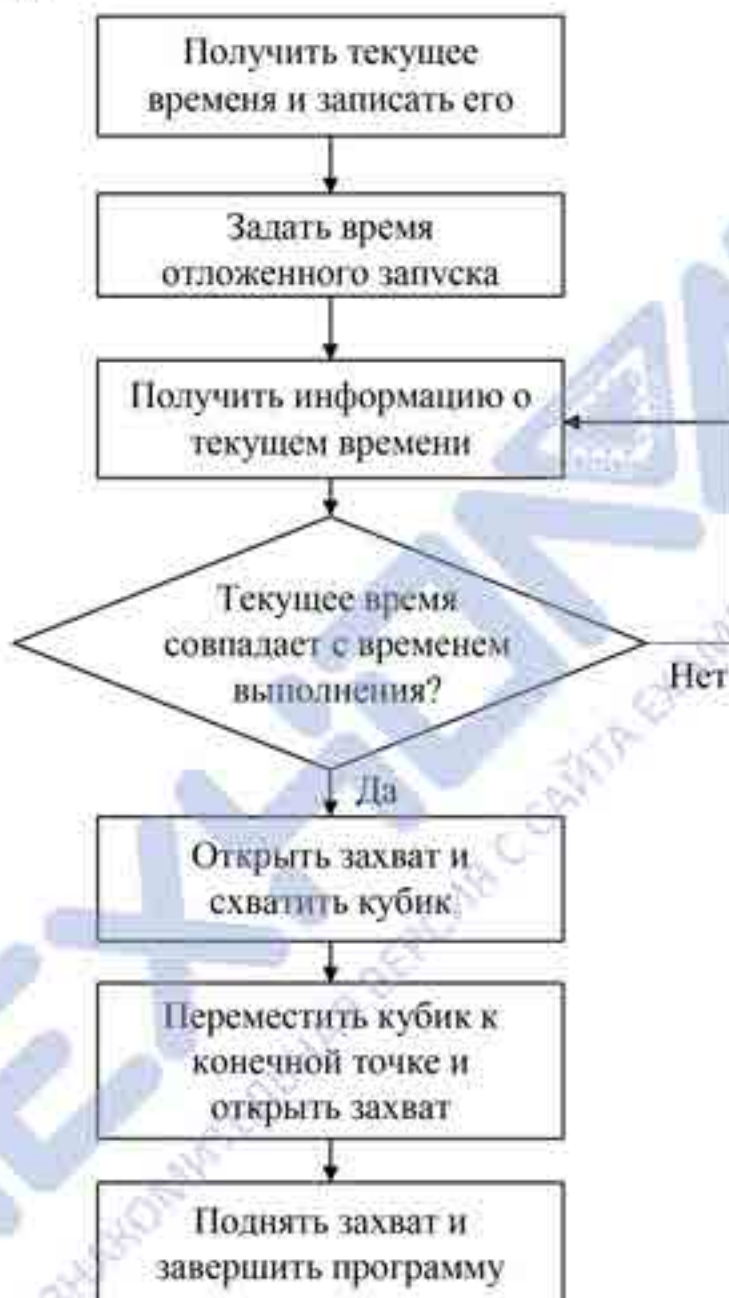 Получить текущее
временя и записать его
Задать время
отложенного запуска
Получить информацию о
текущем времени
Текущее время
совпадает с временем
выполнения?
Нет
Да
Открыть захват и
схватить кубик
Переместить кубик к
конечной точке и
открыть захват
Поднять захват и
завершить программу